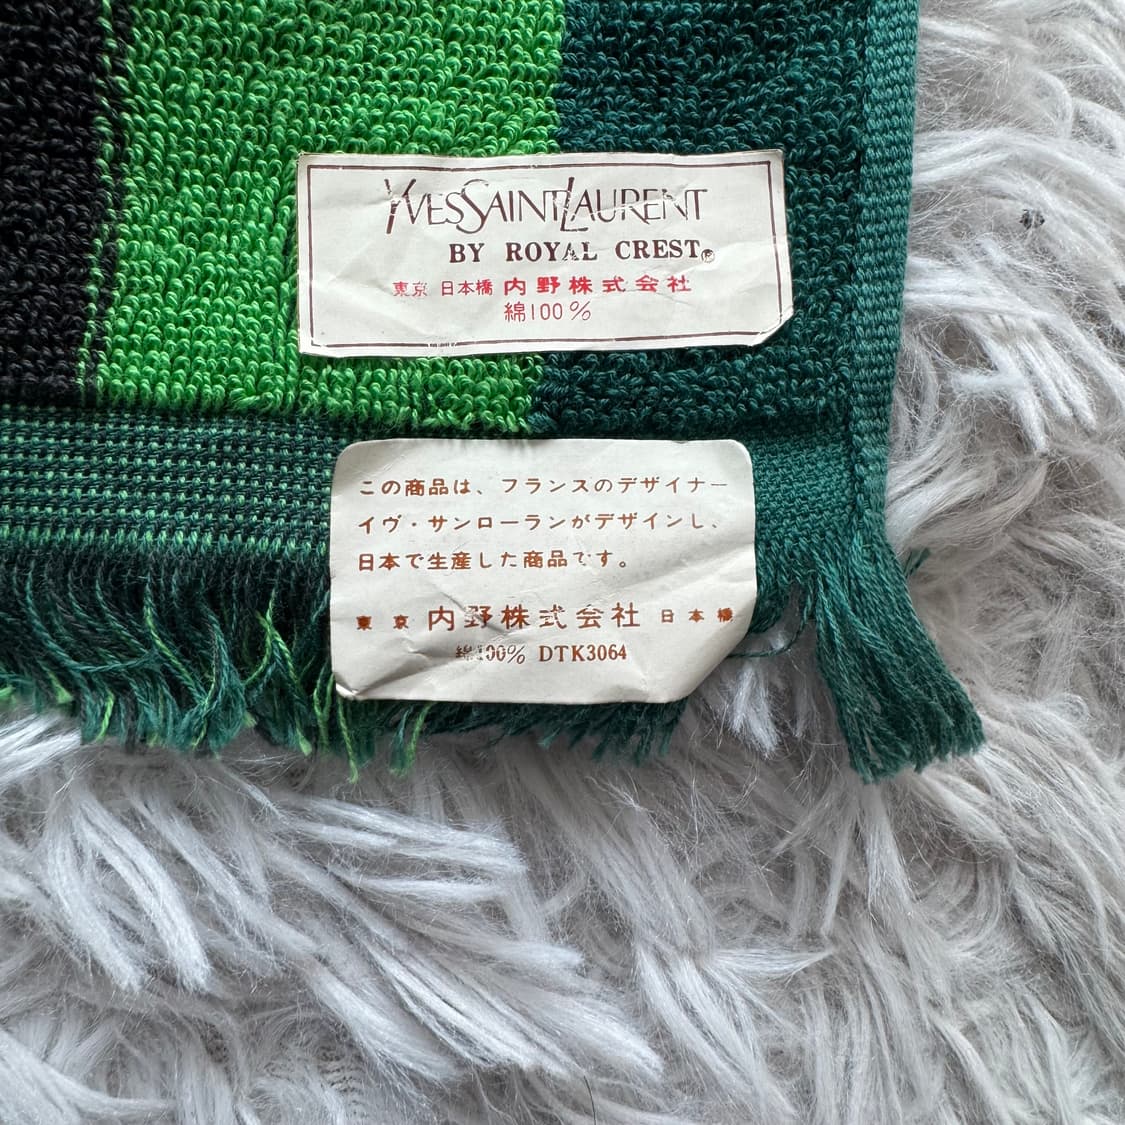 YVESSAINTLAURENT
BY ROYAL CREST®
東京 日本橋 内野株式会社
綿100%
この商品は、フランスのデザイナー
イヴ・サンローランがデザインし、
日本で生産した商品です。
東京 内野株式会社 日本橋
綿100% DTK3064